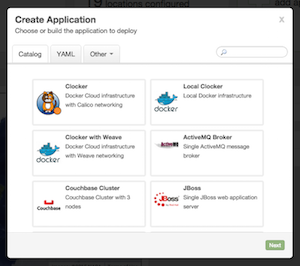 9 locations configured
Create Application
X
Choose or build the application to deploy
Catalog
YAML
Other
Clocker
Docker Cloud infrastructure
with Calico networking
Local Clocker
Local Docker infrastructure
docker
Clocker with Weave
Docker Cloud infrastructure
with Weave networking
docker
ActiveMQ Broker
Single ActiveMQ message
broker
ActiveMQ
Couchbase Cluster
Couchbase Cluster with 3
nodes
Couchbase
JBoss
Single JBoss web application
server
JBoss
Next